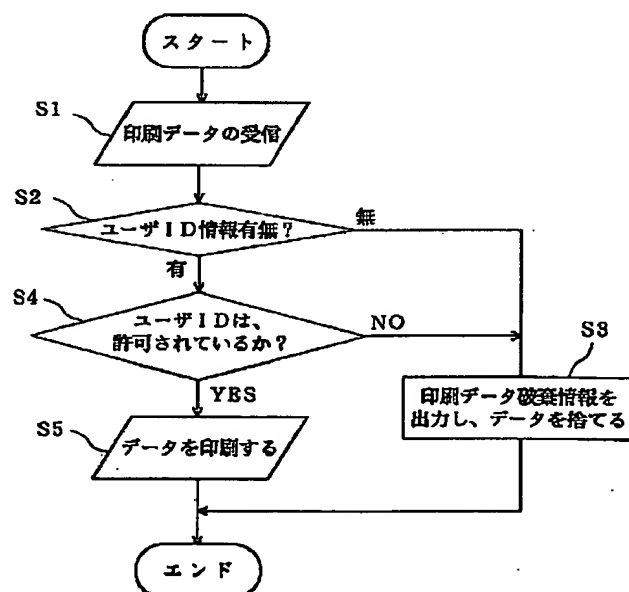 スタート
S1
印刷データの受信
S2
ユーザID情報有無?
無
有
S4
ユーザIDは、
許可されているか?
NO
S3
YES
印刷データ破棄情報を
出力し、データを捨てる
S5
データを印刷する
エンド